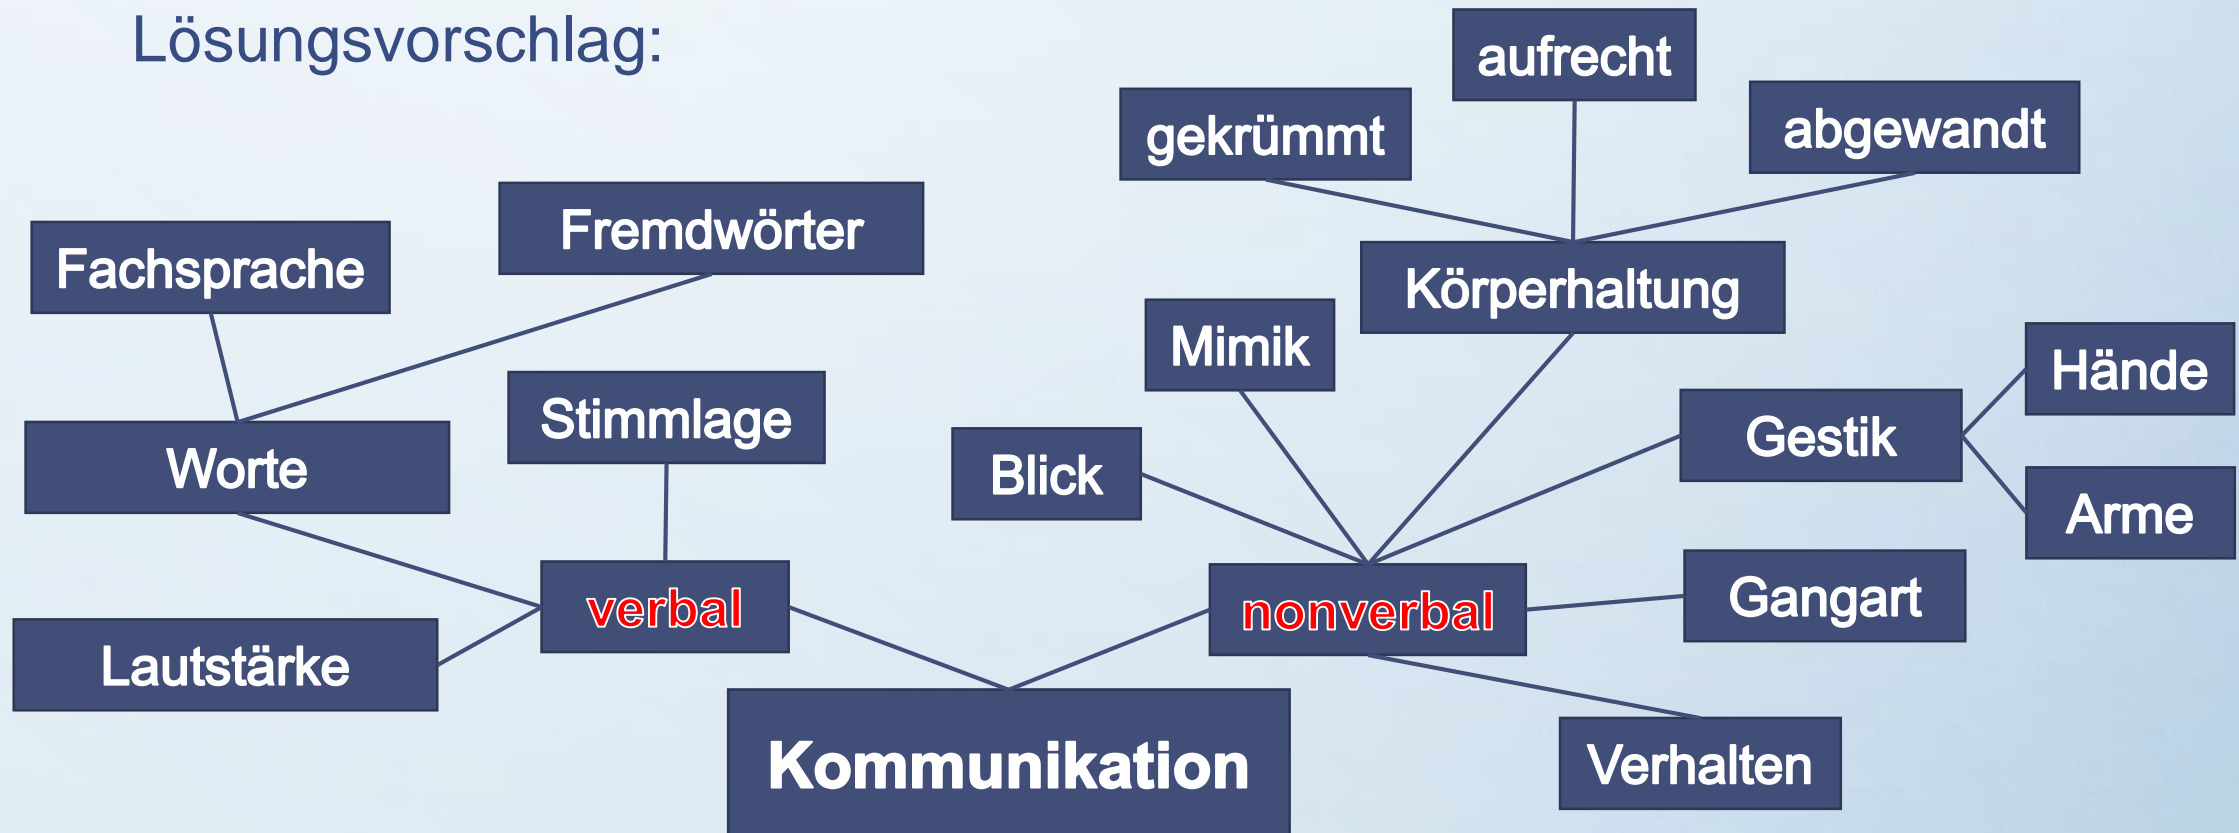 Lösungsvorschlag:
aufrecht
gekrümmt
abgewandt
Fremdwörter
Fachsprache
Körperhaltung
Mimik
Hände
Stimmlage
Gestik
Worte
Blick
Arme
verbal
nonverbal
Gangart
Lautstärke
Kommunikation
Verhalten